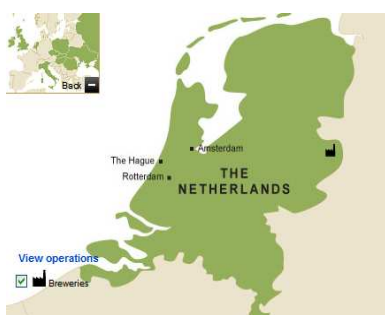 Back
Amsterdam
The Hague
Rotterdam
THE
NETHERLANDS
View operations
Breweries